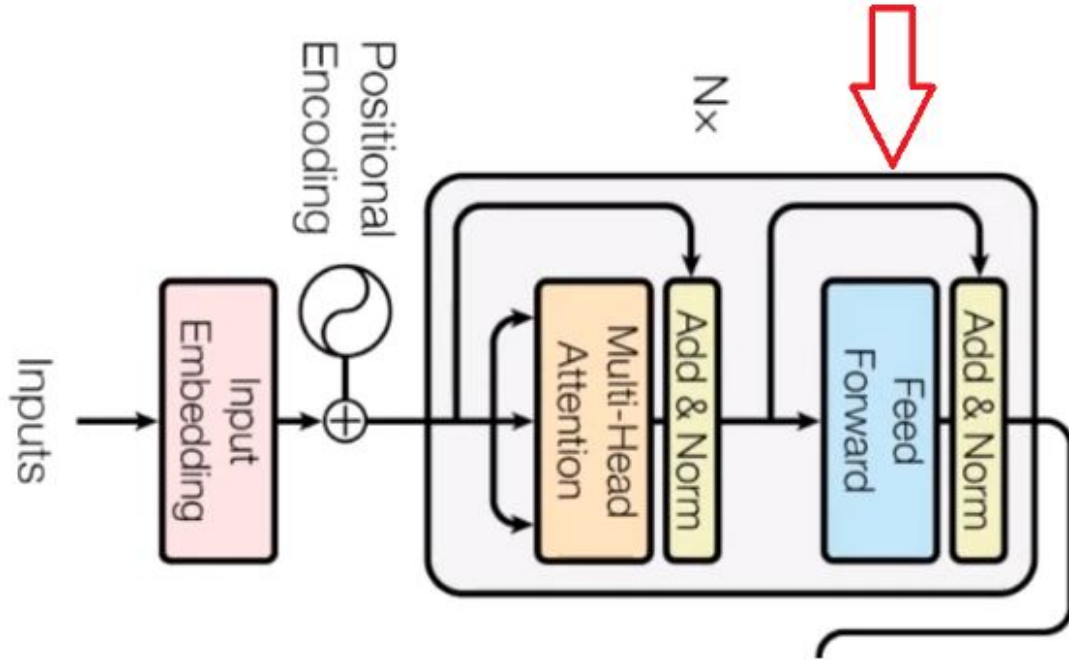 Inputs
Input
Embedding
Positional
Encoding
Nx
Multi-Head
Attention
Add & Norm
Feed
Forward
Add & Norm